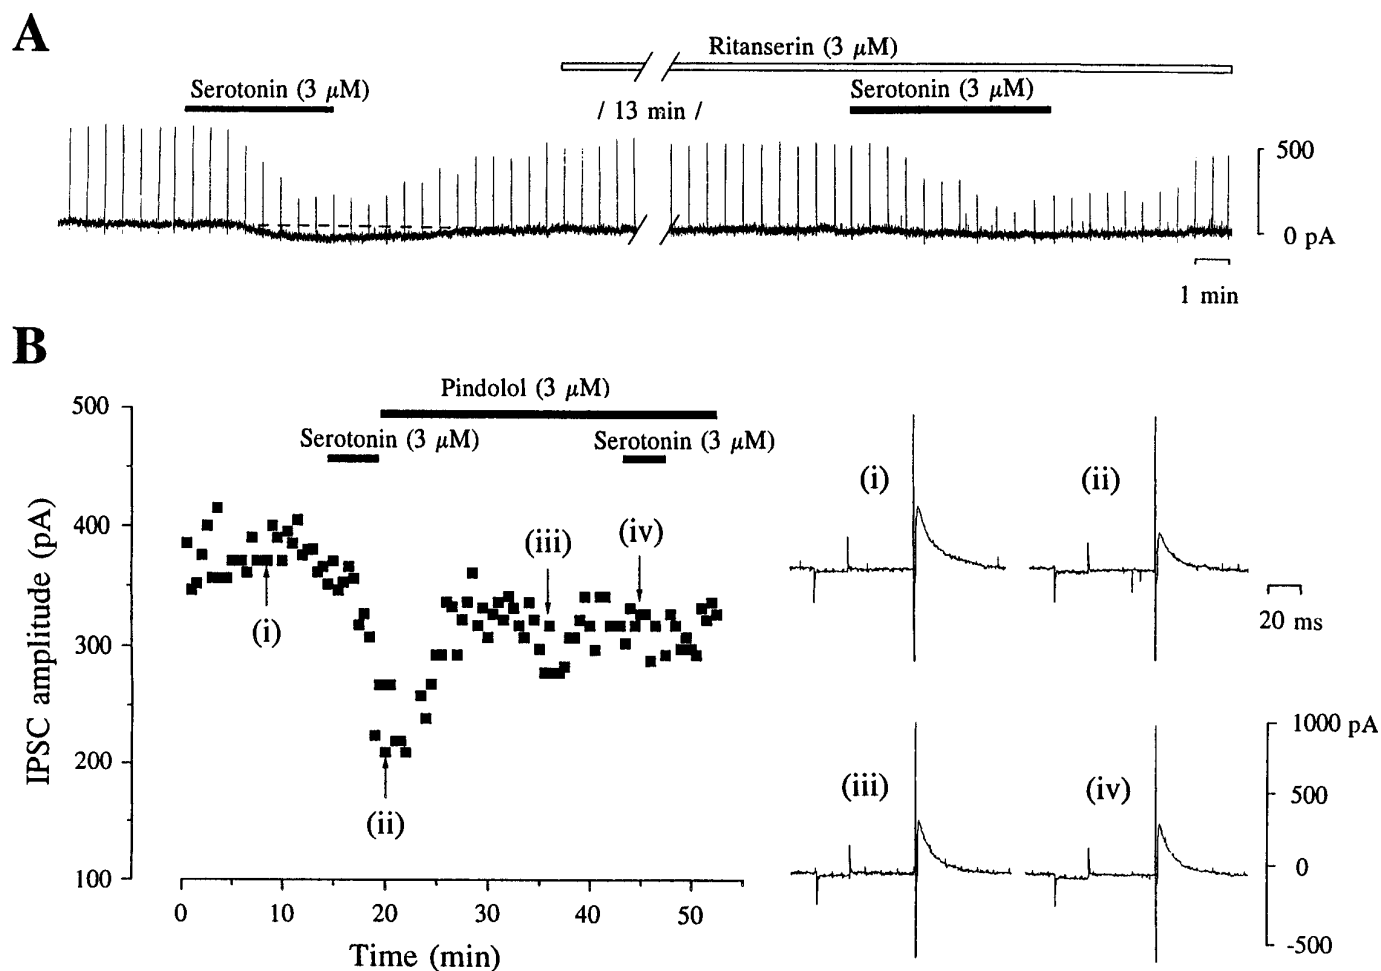 A
Ritanserin (3 μM)
Serotonin (3 μM)
Serotonin (3 μM)
/ 13 min /
500
0 pA
1 min
B
Pindolol (3 μM)
Serotonin (3 μM)
Serotonin (3 μM)
500
400
300
200
100
IPSC amplitude (pA)
(i)
(ii)
(iii)
(iv)
0
10
20
30
40
50
Time (min)
(i)
(ii)
20 ms
(iii)
(iv)
1000 pA
500
0
-500